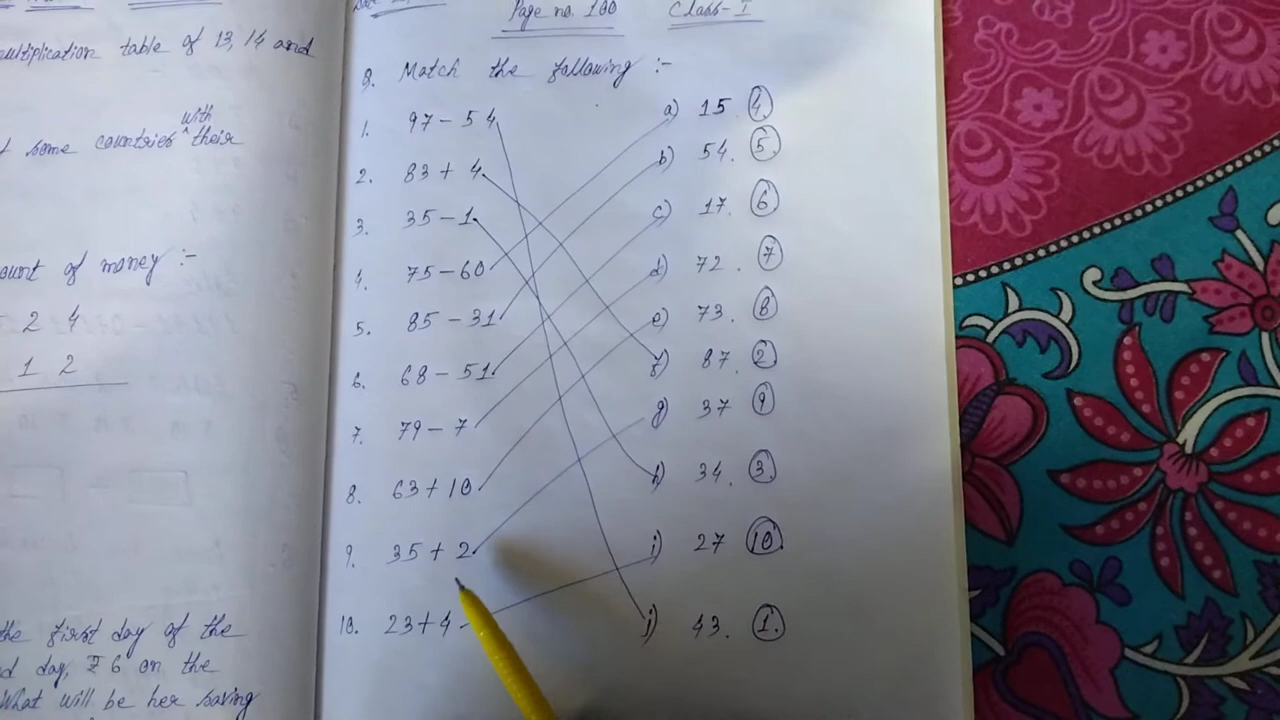 multiplication table of 13, 14 and
some countries with their
amount of money :-
2 4
1 2
the first day of the
day, ₹6 on the
What will be her saving
Page no. 100 Class-I
3. Match the following :-
1. 97 - 54 a) 15 4.
2. 83 + 4 b) 54. 5.
3. 35 - 1 c) 17. 6
4. 75 - 60 d) 72. 7
5. 85 - 31 e) 73. 8
6. 68 - 51 f) 87. 2
7. 79 - 7 g) 37 9
8. 63 + 10 h) 34. 3.
9. 35 + 2 i) 27 10.
10. 23 + 4 j) 43. 1.